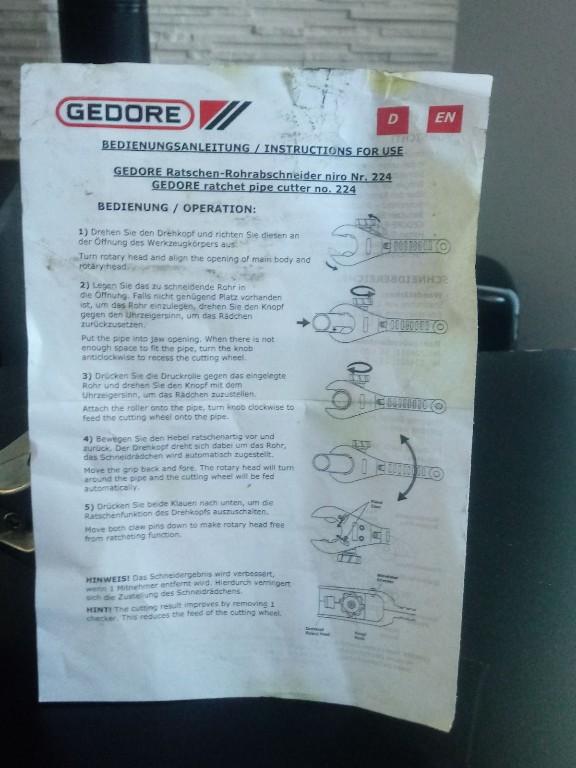 GEDORE
D EN
BEDIENUNGSANLEITUNG / INSTRUCTIONS FOR USE
GEDORE Ratschen-Rohrabschneider niro Nr. 224
GEDORE ratchet pipe cutter no. 224
BEDIENUNG / OPERATION:
1) Drehen Sie den Drehkopf und richten Sie diesen an
der Öffnung des Werkzeugkörpers aus.
Turn rotary head and align the opening of main body and
rotary head.
2) Legen Sie das zu schneidende Rohr in
die Öffnung. Falls nicht genügend Platz vorhanden
ist, um das Rohr einzulegen, drehen Sie den Knopf
gegen den Uhrzeigersinn, um das Rädchen
zurückzusetzen.
Put the pipe into jaw opening. When there is not
enough space to fit the pipe, turn the knob
anticlockwise to recess the cutting wheel.
3) Drücken Sie die Druckrolle gegen das eingelegte
Rohr und drehen Sie den Knopf mit dem
Uhrzeigersinn, um das Rädchen zuzustellen.
Attach the roller onto the pipe, turn knob clockwise to
feed the cutting wheel onto the pipe.
4) Bewegen Sie den Hebel ratschenartig vor und
zurück. Der Drehkopf dreht sich dabei um das Rohr,
das Schneidrädchen wird automatisch zugestellt.
Move the grip back and fore. The rotary head will turn
around the pipe and the cutting wheel will be fed
automatically.
5) Drücken Sie beide Klauen nach unten, um die
Ratschenfunktion des Drehkopfs auszuschalten.
Move both claw pins down to make rotary head free
from ratcheting function.
HINWEIS! Das Schneidergebnis wird verbessert,
wenn 1 Mitnehmer entfernt wird. Hierdurch verringert
sich die Zustellung des Schneidrädchens.
HINT! The cutting result improves by removing 1
checker. This reduces the feed of the cutting wheel.